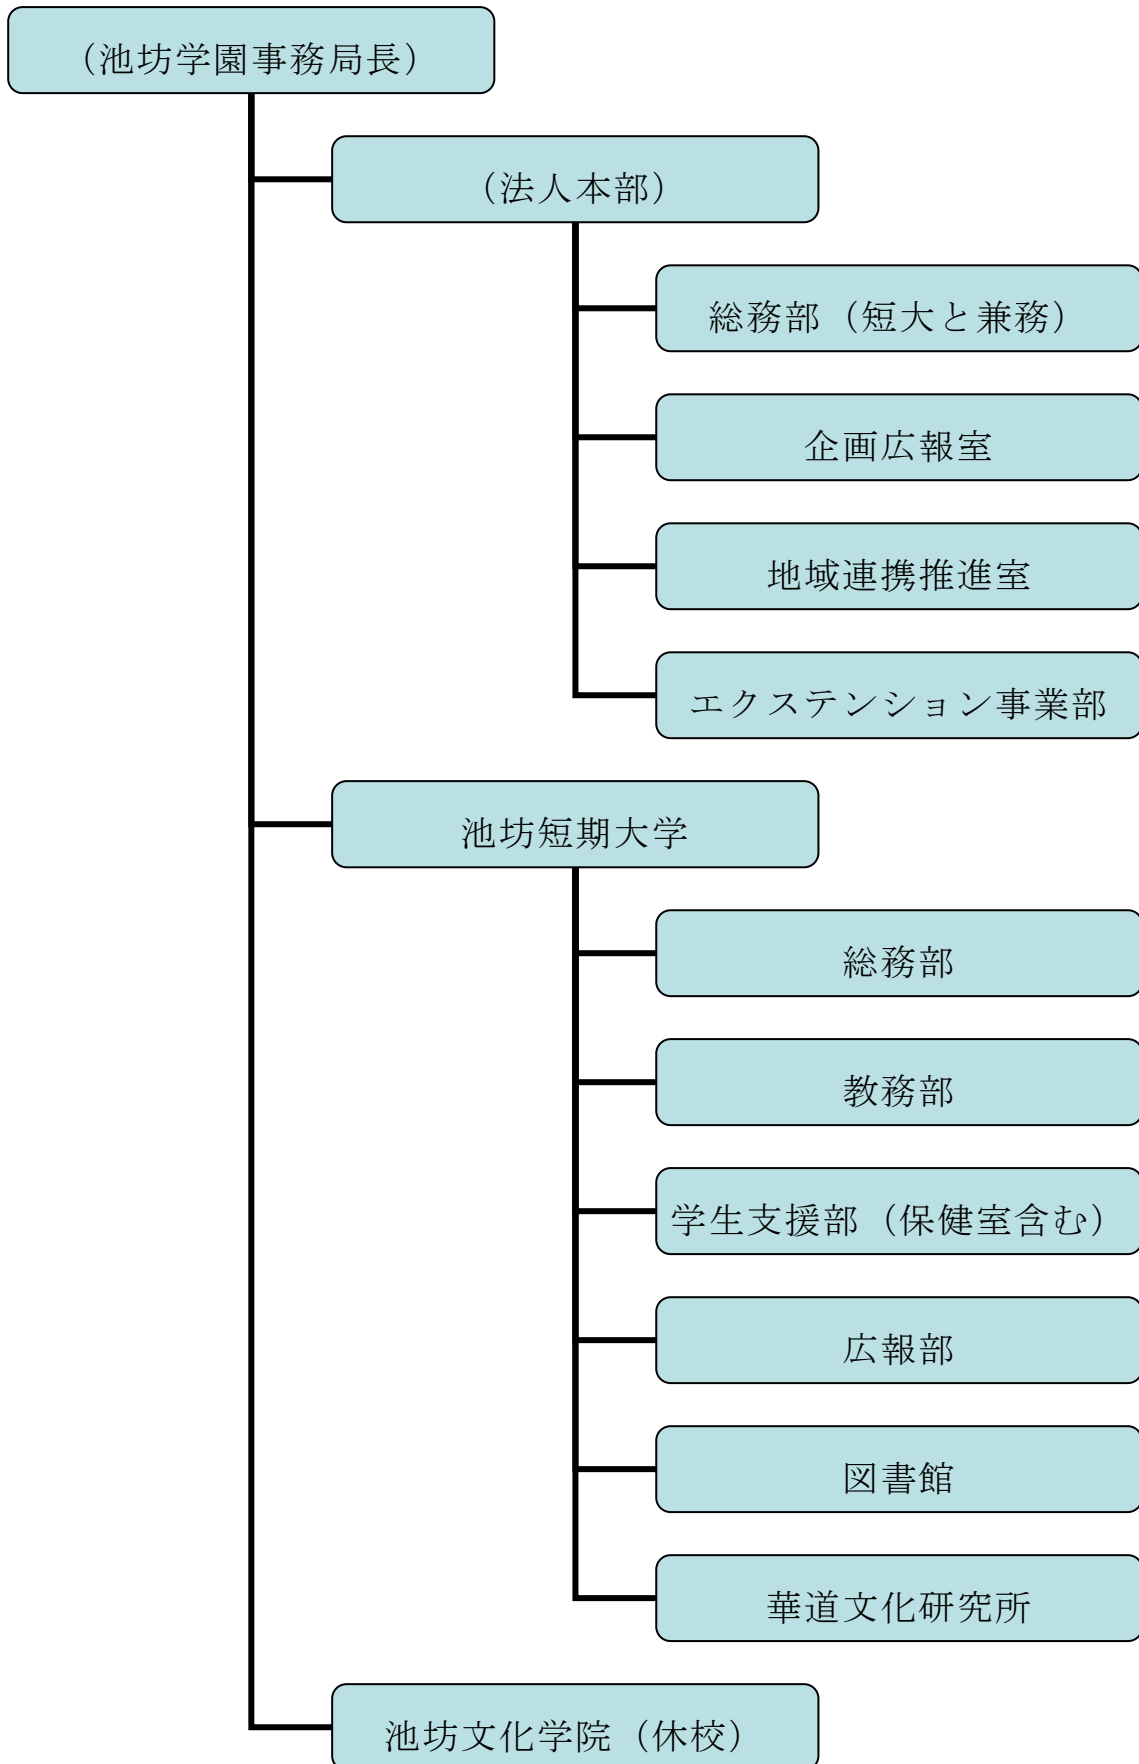 （池坊学園事務局長）
（法人本部）
総務部（短大と兼務）
企画広報室
地域連携推進室
エクステンション事業部
池坊短期大学
総務部
教務部
学生支援部（保健室含む）
広報部
図書館
華道文化研究所
池坊文化学院（休校）